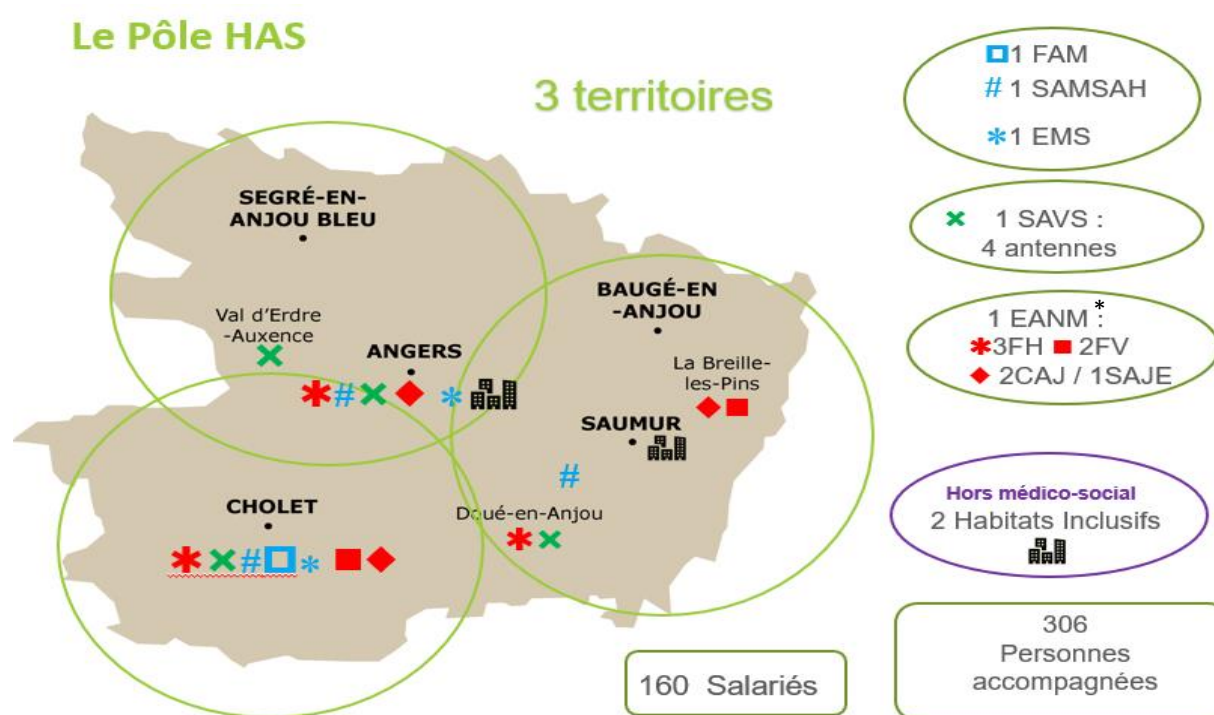 Le Pôle HAS
3 territoires
SEGRÉ-EN-
ANJOU BLEU
Val d'Erdre
-Auxence
ANGERS
BAUGÉ-EN
-ANJOU
La Breille-
les-Pins
SAUMUR
#
#
Doué-en-Anjou
CHOLET
#
160 Salariés
1 FAM
# 1 SAMSAH
*1 EMS
1 SAVS :
4 antennes
1 EANM * :
3FH 2FV
2CAJ / 1SAJE
Hors médico-social
2 Habitats Inclusifs
306
Personnes
accompagnées